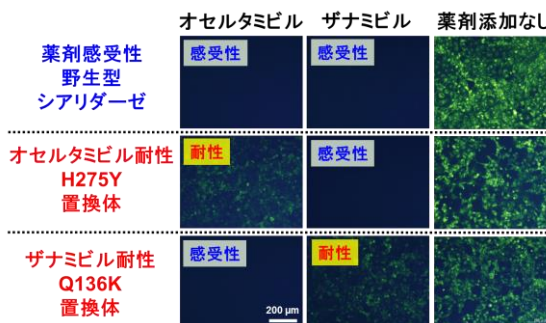 オセルタミビル ザナミビル 薬剤添加なし
薬剤感受性
野生型
シアリダーゼ
感受性 感受性
オセルタミビル耐性
H275Y
置換体
耐性 感受性
ザナミビル耐性
Q136K
置換体
感受性 耐性
200 μm